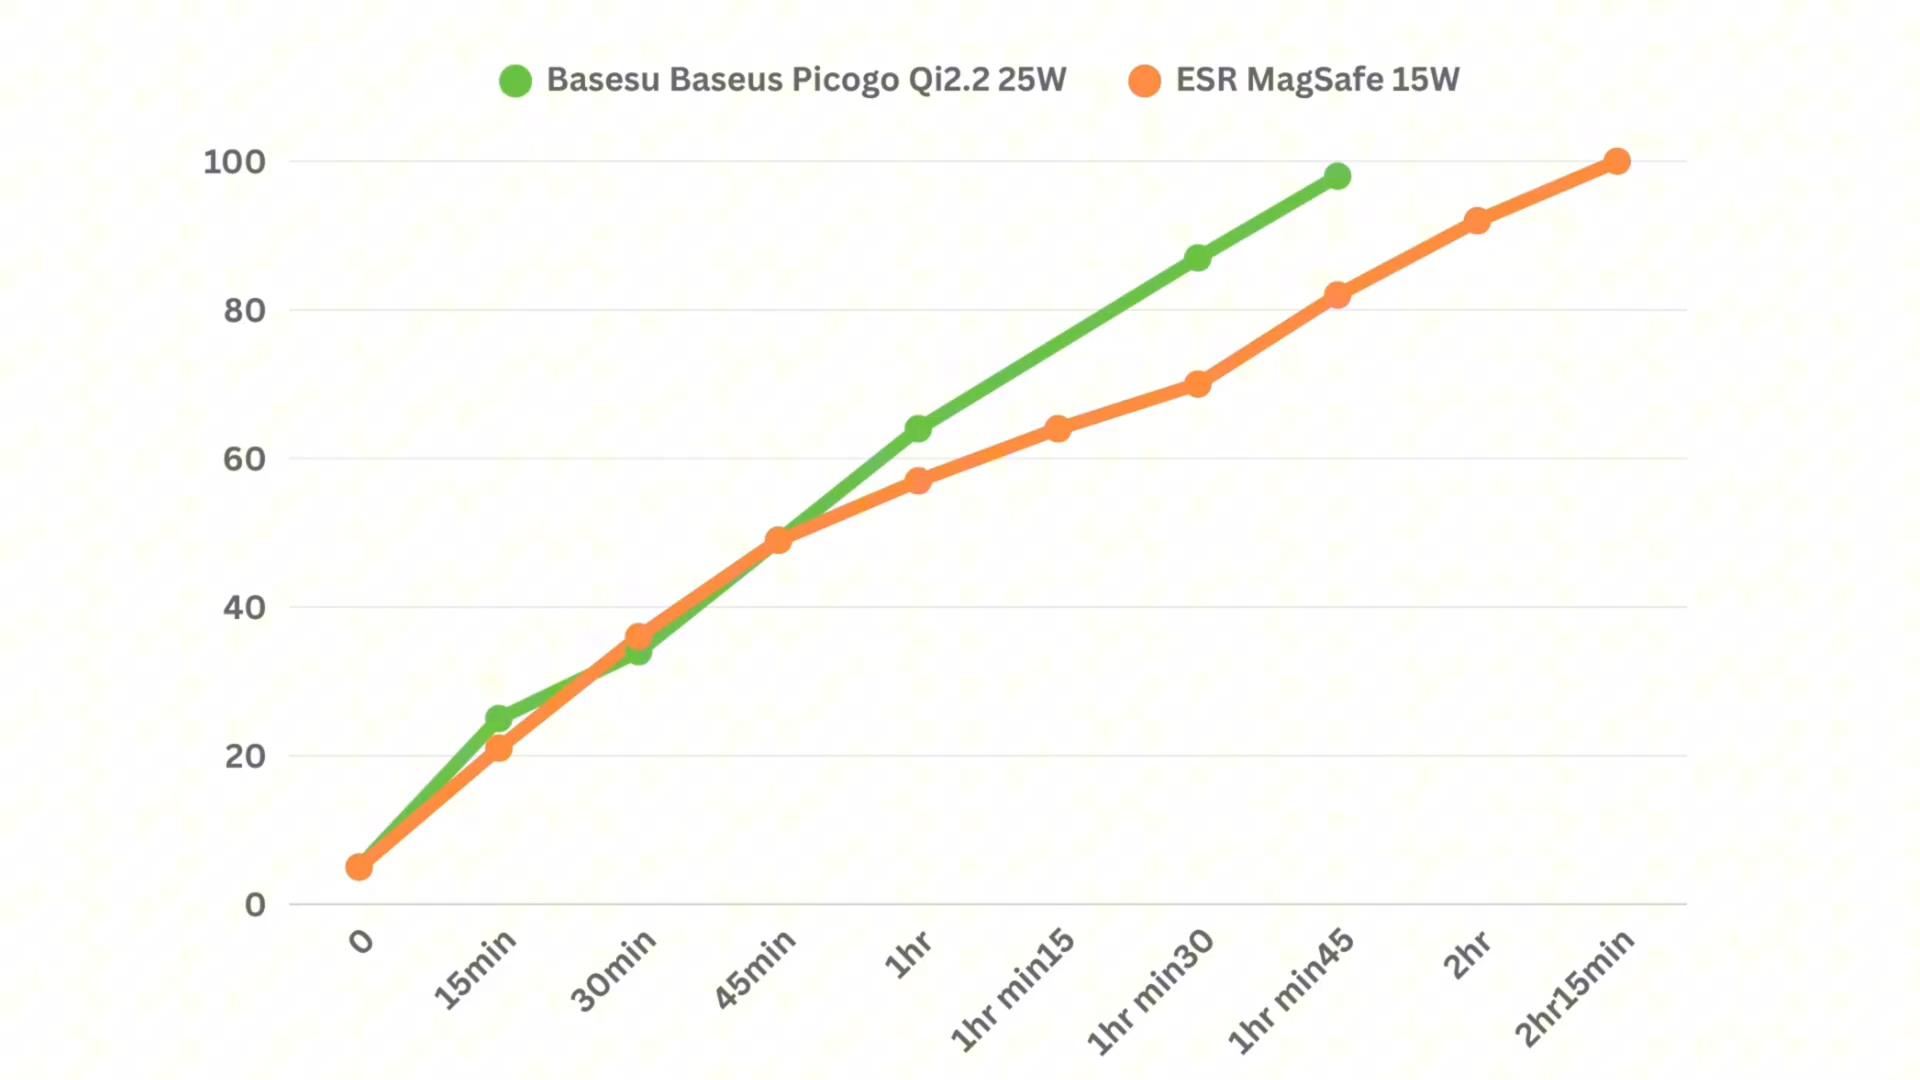 Basesu Baseus Picogo Qi2.2 25W
ESR MagSafe 15W
100
80
60
40
20
0
0
15min
30min
45min
1hr
1hr min15
1hr min30
1hr min45
2hr
2hr15min